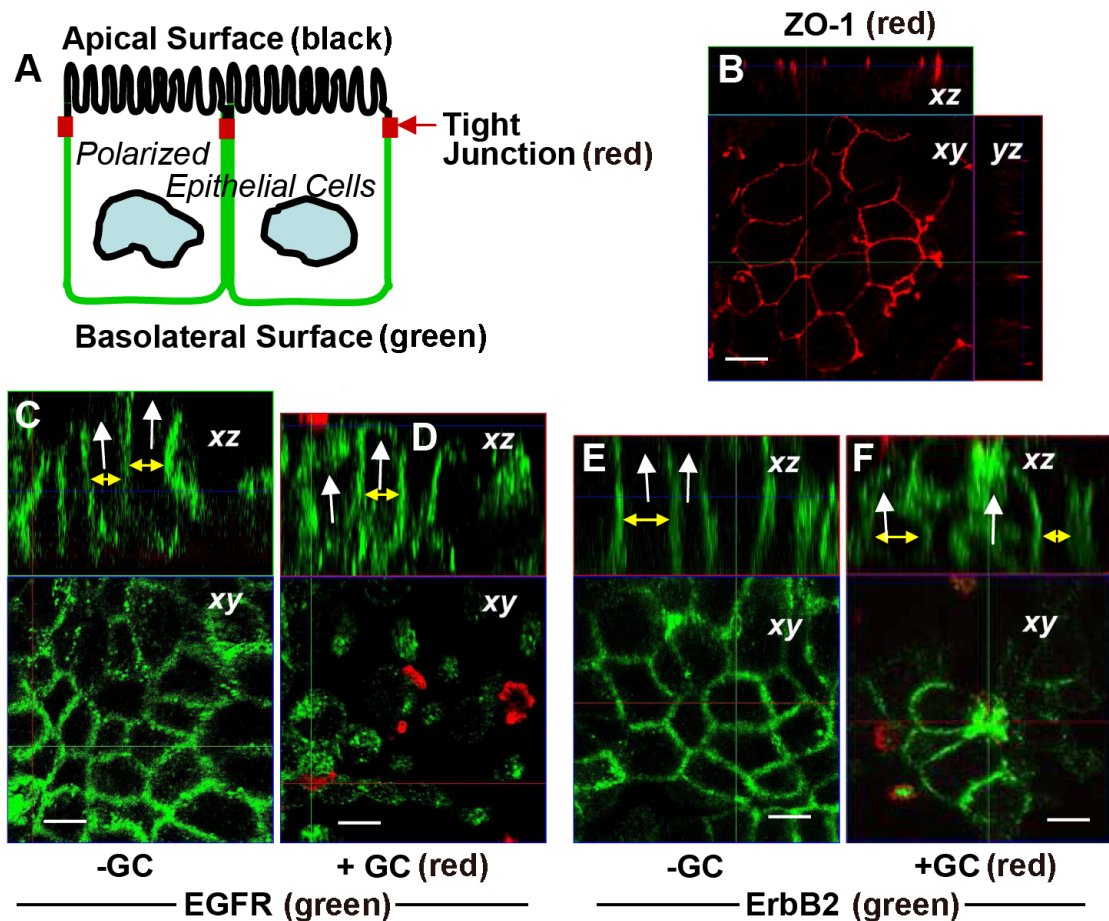 A
Apical Surface (black)
Tight
Junction (red)
Polarized
Epithelial Cells
Basolateral Surface (green)
ZO-1 (red)
B
xz
xy
yz
C
xz
xy
D
xz
xy
E
xz
xy
F
xz
xy
-GC
+ GC (red)
-GC
+GC (red)
EGFR (green)
ErbB2 (green)